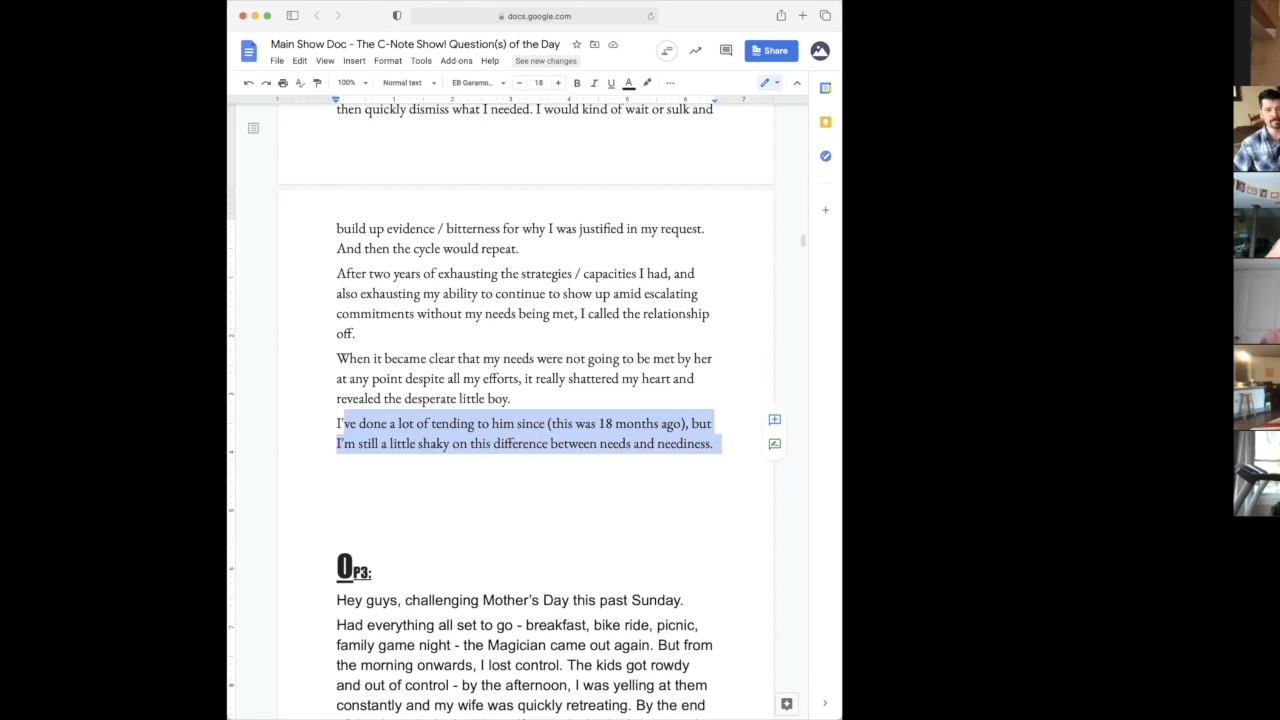 docs.google.com
Main Show Doc - The C-Note Show! Question(s) of the Day
Share
File Edit View Insert Format Tools Add-ons Help See new changes
100% Normal text EB Garamo... 18 B I U A
1 1 2 3 4 5 6 7
then quickly dismiss what I needed. I would kind of wait or sulk and
build up evidence / bitterness for why I was justified in my request.
And then the cycle would repeat.
After two years of exhausting the strategies / capacities I had, and
also exhausting my ability to continue to show up amid escalating
commitments without my needs being met, I called the relationship
off.
When it became clear that my needs were not going to be met by her
at any point despite all my efforts, it really shattered my heart and
revealed the desperate little boy.
I've done a lot of tending to him since (this was 18 months ago), but
I'm still a little shaky on this difference between needs and neediness.
OP3:
Hey guys, challenging Mother's Day this past Sunday.
Had everything all set to go - breakfast, bike ride, picnic,
family game night - the Magician came out again. But from
the morning onwards, I lost control. The kids got rowdy
and out of control - by the afternoon, I was yelling at them
constantly and my wife was quickly retreating. By the end